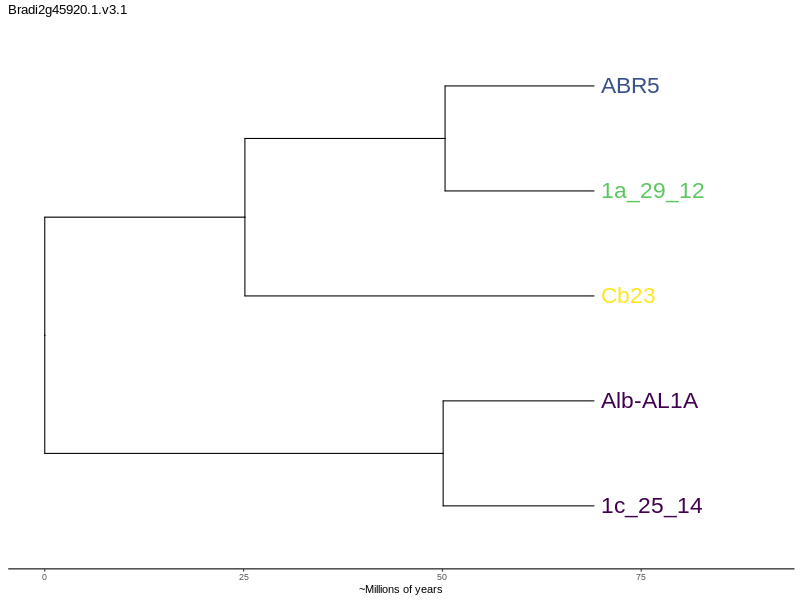 Bradi2g45920.1.v3.1
ABR5
1a_29_12
Cb23
Alb-AL1A
1c_25_14
0 25 50 75
~Millions of years